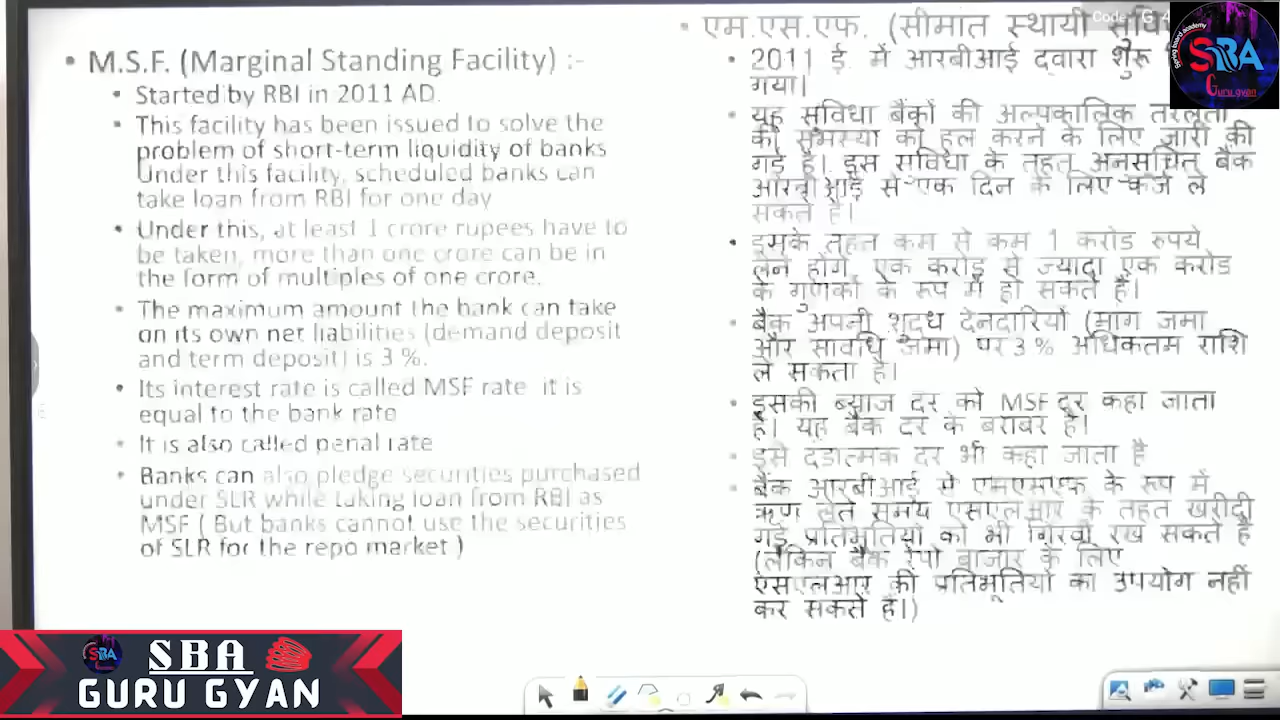 M.S.F. (Marginal Standing Facility) :-
Started by RBI in 2011 AD.
This facility has been issued to solve the
problem of short-term liquidity of banks
Under this facility, scheduled banks can
take loan from RBI for one day
Under this, at least 1 crore rupees have to
be taken, more than one crore can be in
the form of multiples of one crore.
The maximum amount the bank can take
on its own net liabilities (demand deposit
and term deposit) is 3 %.
Its interest rate is called MSF rate it is
equal to the bank rate
It is also called penal rate
Banks can also pledge securities purchased
under SLR while taking loan from RBI as
MSF ( But banks cannot use the securities
of SLR for the repo market )
एम.एस.एफ. (सीमांत स्थायी
2011 ई. में आरबीआई द्वारा शुरू
गया।
यह सुविधा बैंकों की अल्पकालिक तरलता
की समस्या को हल करने के लिए जारी की
गई है। इस सुविधा के तहत अनुसूचित बैंक
आरबीआई से एक दिन के लिए कर्ज ले
सकते हैं।
इसके तहत कम से कम 1 करोड़ रुपये
लेने होंगे, एक करोड़ से ज्यादा एक करोड़
के गुणकों के रूप में हो सकते हैं।
बैंक अपनी शुद्ध देनदारियों (मांग जमा
और सावधि जमा) पर 3 % अधिकतम राशि
ले सकता है।
इसकी ब्याज दर को MSF दर कहा जाता
है। यह बैंक दर के बराबर है।
इसे दंडात्मक दर भी कहा जाता है
बैंक आरबीआई से एमएसएफ के रूप में
ऋण लेते समय एसएलआर के तहत खरीदी
गई प्रतिभूतियों को भी गिरवी रख सकते हैं
(लेकिन बैंक रेपो बाजार के लिए
एसएलआर की प्रतिभूतियों का उपयोग नहीं
कर सकते हैं।)
Code: G
SBA
Guru gyan
SBA
GURU GYAN